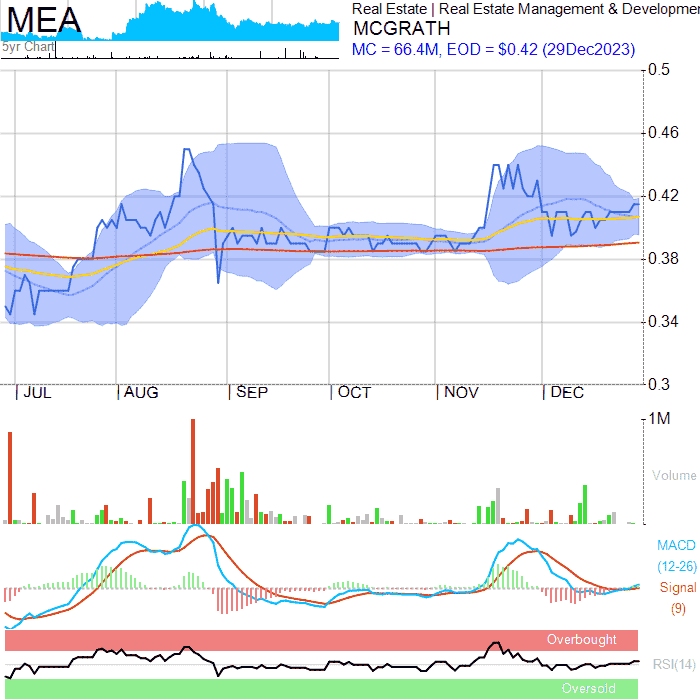 MEA
5yr Chart
Real Estate | Real Estate Management & Developmen
MCGRATH
MC = 66.4M, EOD = $0.42 (29Dec2023)
0.5
0.46
0.42
0.38
0.34
0.3
JUL AUG SEP OCT NOV DEC
1M
Volume
MACD
(12-26)
Signal
(9)
Overbought
RSI(14)
Oversold